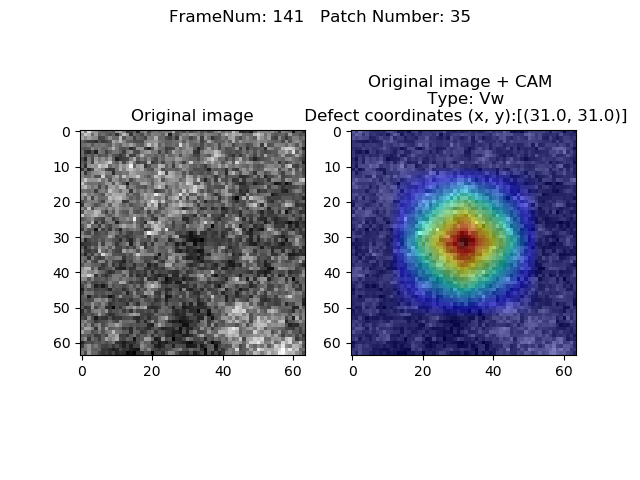 FrameNum: 141   Patch Number: 35
Original image
Original image + CAM
Type: Vw
Defect coordinates (x, y):[(31.0, 31.0)]
0
10
20
30
40
50
60
0 20 40 60
0
10
20
30
40
50
60
0 20 40 60